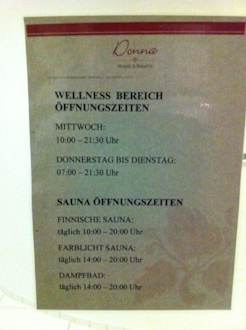 Donna
WELLNESS BEREICH
ÖFFNUNGSZEITEN
MITTWOCH:
10:00 – 21:30 Uhr
DONNERSTAG BIS DIENSTAG:
07:00 – 21:30 Uhr
SAUNA ÖFFNUNGSZEITEN
FINNISCHE SAUNA:
täglich 10:00 – 20:00 Uhr
FARBLICHT SAUNA:
täglich 14:00 – 20:00 Uhr
DAMPFBAD:
täglich 14:00 – 20:00 Uhr